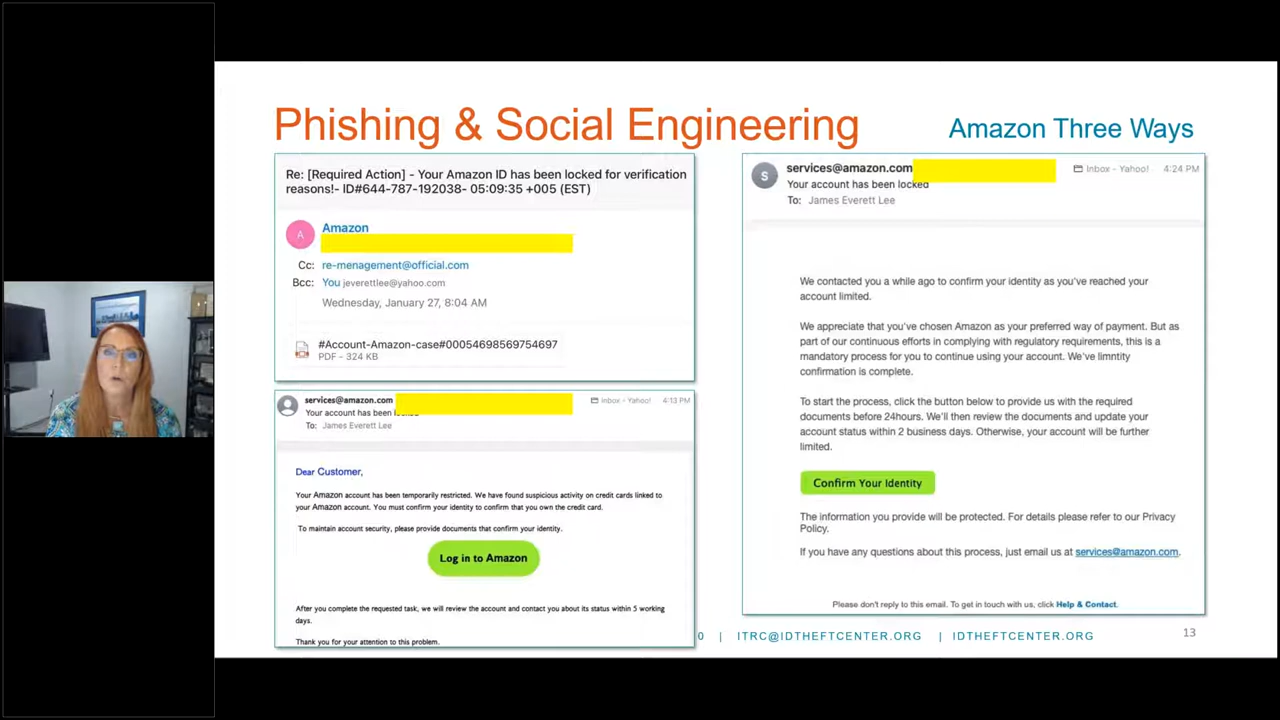 Phishing & Social Engineering
Amazon Three Ways
Re: [Required Action] - Your Amazon ID has been locked for verification
reasons!- ID#644-787-192038- 05:09:35 +005 (EST)
A
Amazon
Cc: re-menagement@official.com
Bcc: You jeverettlee@yahoo.com
Wednesday, January 27, 8:04 AM
#Account-Amazon-case#00054698569754697
PDF - 324 KB
services@amazon.com
Inbox - Yahoo! 4:13 PM
Your account has been locked
To: James Everett Lee
Dear Customer,
Your Amazon account has been temporarily restricted. We have found suspicious activity on credit cards linked to
your Amazon account. You must confirm your identity to confirm that you own the credit card.
To maintain account security, please provide documents that confirm your identity.
Log in to Amazon
After you complete the requested task, we will review the account and contact you about its status within 5 working
days.
Thank you for your attention to this problem.
S
services@amazon.com
Inbox - Yahoo! 4:24 PM
Your account has been locked
To: James Everett Lee
We contacted you a while ago to confirm your identity as you've reached your
account limited.
We appreciate that you've chosen Amazon as your preferred way of payment. But as
part of our continuous efforts in complying with regulatory requirements, this is a
mandatory process for you to continue using your account. We've limntity
confirmation is complete.
To start the process, click the button below to provide us with the required
documents before 24hours. We'll then review the documents and update your
account status within 2 business days. Otherwise, your account will be further
limited.
Confirm Your Identity
The information you provide will be protected. For details please refer to our Privacy
Policy.
If you have any questions about this process, just email us at services@amazon.com.
Please don't reply to this email. To get in touch with us, click Help & Contact.
0 | ITRC@IDTHEFTCENTER.ORG | IDTHEFTCENTER.ORG
13